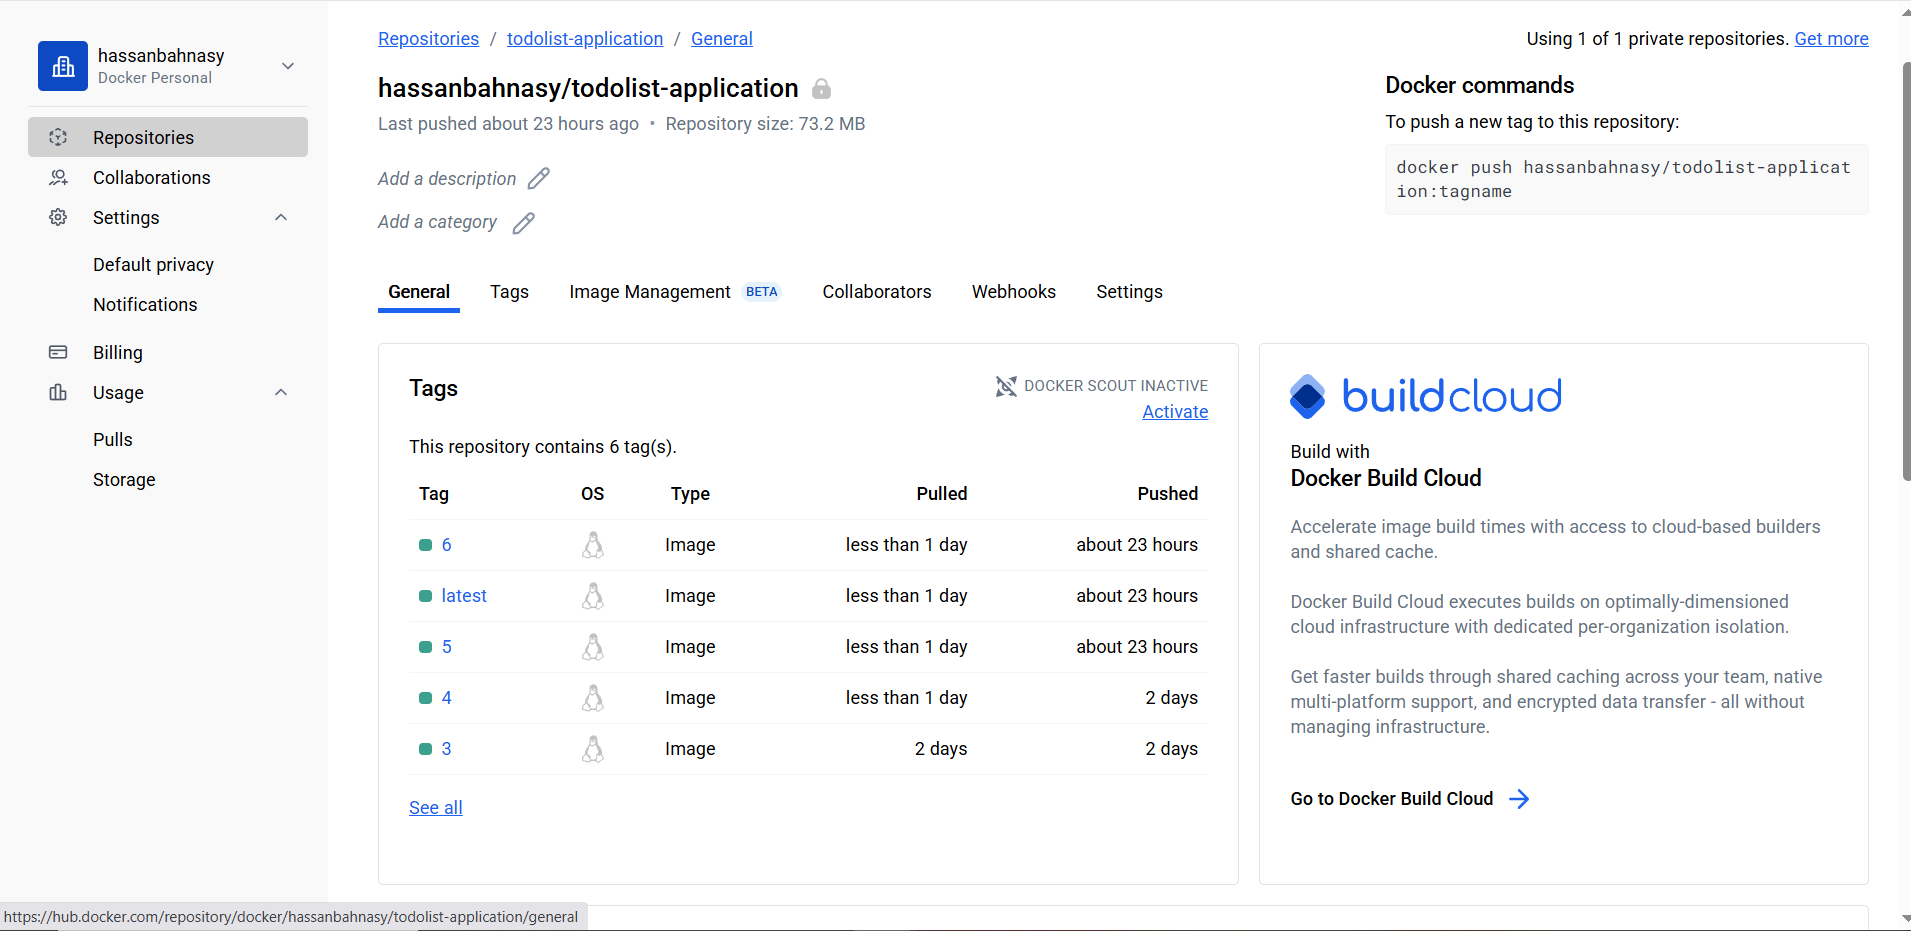 hassanbahnasy
Docker Personal
Repositories
Collaborations
Settings
Default privacy
Notifications
Billing
Usage
Pulls
Storage
Repositories / todolist-application / General
Using 1 of 1 private repositories. Get more
hassanbahnasy/todolist-application
Last pushed about 23 hours ago • Repository size: 73.2 MB
Add a description
Add a category
Docker commands
To push a new tag to this repository:
docker push hassanbahnasy/todolist-applicat
ion:tagname
General Tags Image Management BETA Collaborators Webhooks Settings
Tags
DOCKER SCOUT INACTIVE
Activate
This repository contains 6 tag(s).
Tag OS Type Pulled Pushed
6 Image less than 1 day about 23 hours
latest Image less than 1 day about 23 hours
5 Image less than 1 day about 23 hours
4 Image less than 1 day 2 days
3 Image 2 days 2 days
See all
buildcloud
Build with
Docker Build Cloud
Accelerate image build times with access to cloud-based builders
and shared cache.
Docker Build Cloud executes builds on optimally-dimensioned
cloud infrastructure with dedicated per-organization isolation.
Get faster builds through shared caching across your team, native
multi-platform support, and encrypted data transfer - all without
managing infrastructure.
Go to Docker Build Cloud
https://hub.docker.com/repository/docker/hassanbahnasy/todolist-application/general